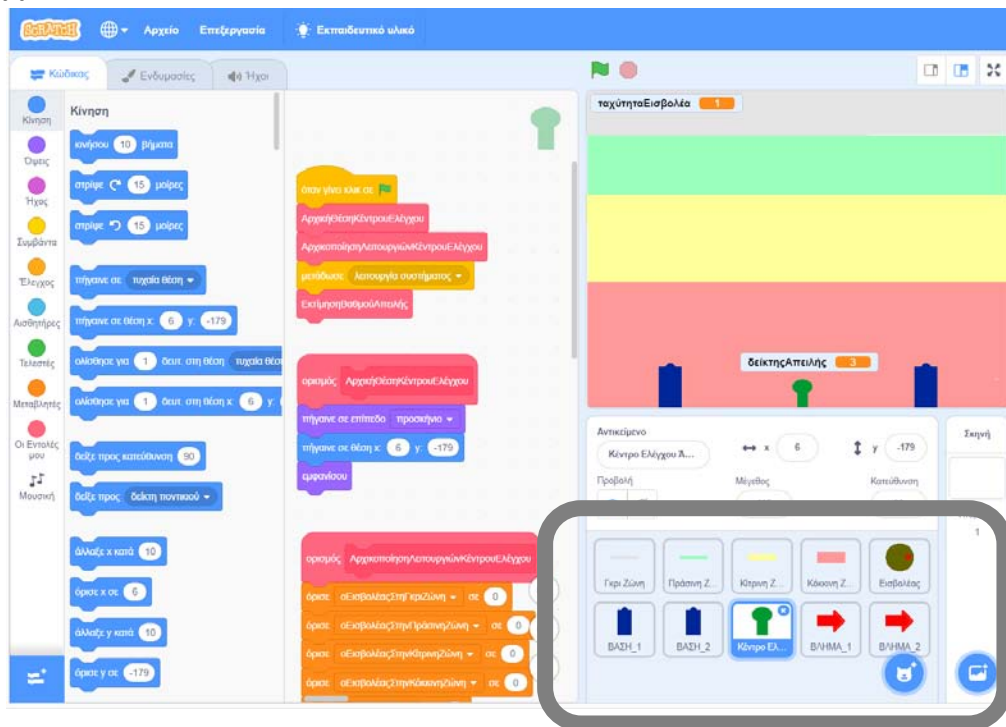 SCRATCH
Αρχείο Επεξεργασία Εκπαιδευτικό υλικό
Κώδικας Ενδυμασίες Ήχοι
Κίνηση
Όψεις
Ήχος
Συμβάντα
Έλεγχος
Αισθητήρες
Τελεστές
Μεταβλητές
Οι Εντολές
μου
Μουσική
Κίνηση
κινήσου 10 βήματα
στρίψε 15 μοίρες
στρίψε 15 μοίρες
πήγαινε σε τυχαία θέση
πήγαινε σε θέση x: 6 y: -179
ολίσθησε για 1 δευτ. στη θέση τυχαία θέσ
ολίσθησε για 1 δευτ. στη θέση x: 6 y:
δείξε προς κατεύθυνση 90
δείξε προς δείκτη ποντικιού
άλλαξε x κατά 10
όρισε x σε 6
άλλαξε y κατά 10
όρισε y σε -179
όταν γίνει κλικ σε
ΑρχικήΘέσηΚέντρουΕλέγχου
ΑρχικοποίησηΛειτουργιώνΚέντρουΕλέγχου
μετάδωσε λειτουργία συστήματος
ΕκτίμησηΒαθμούΑπειλής
ορισμός ΑρχικήΘέσηΚέντρουΕλέγχου
πήγαινε σε επίπεδο προσκήνιο
πήγαινε σε θέση x: 6 y: -179
εμφανίσου
ορισμός ΑρχικοποίησηΛειτουργιώνΚέντρουΕλέγχου
όρισε οΕισβολέαςΣτηΓκριΖώνη σε 0
όρισε οΕισβολέαςΣτηνΠράσινηΖώνη σε 0
όρισε οΕισβολέαςΣτηνΚίτρινηΖώνη σε 0
όρισε οΕισβολέαςΣτηνΚόκκινηΖώνη σε 0
ταχύτηταΕισβολέα 1
δείκτηςΑπειλής 3
Αντικείμενο
Κέντρο Ελέγχου Ά... x 6 y -179
Προβολή Μέγεθος Κατεύθυνση
Σκηνή
1
Γκρι Ζώνη Πράσινη Ζ... Κίτρινη Ζ... Κόκκινη Ζ... Εισβολέας
ΒΑΣΗ_1 ΒΑΣΗ_2 Κέντρο Ελ... ΒΛΗΜΑ_1 ΒΛΗΜΑ_2